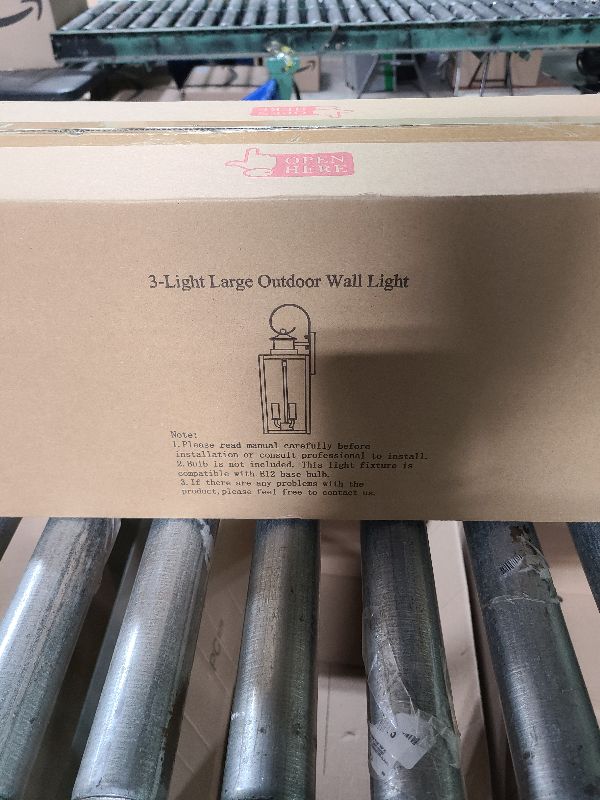 OPEN
HERE
3-Light Large Outdoor Wall Light
Note:
1.Please read manual carefully before
installation or consult professional to install.
2.Bulb is not included. This light fixture is
compatible with B12 base bulb.
3.If there are any problems with the
product,please feel free to contact us.